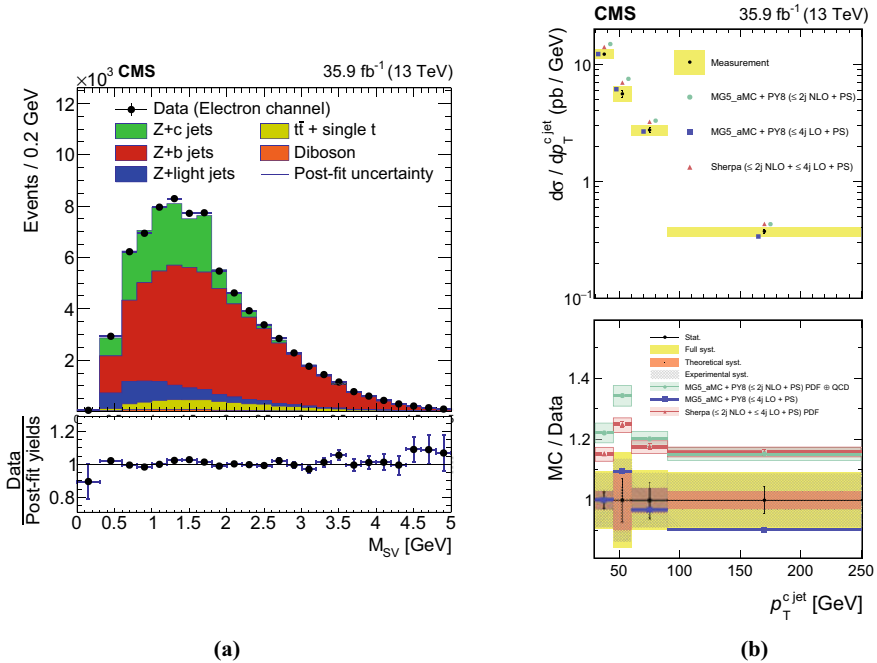 CMS 35.9 fb⁻¹ (13 TeV)
×10³
Events / 0.2 GeV
12
10
8
6
4
2
0
Data (Electron channel)
Z+c jets
Z+b jets
Z+light jets
tt̄ + single t
Diboson
Post-fit uncertainty
Data
Post-fit yields
1.2
1.0
0.8
0 0.5 1 1.5 2 2.5 3 3.5 4 4.5 5
M_SV [GeV]
(a)
CMS 35.9 fb⁻¹ (13 TeV)
dσ / dp_T^{c jet} (pb / GeV)
10
1
10⁻¹
Measurement
MG5_aMC + PY8 (≤ 2j NLO + PS)
MG5_aMC + PY8 (≤ 4j LO + PS)
Sherpa (≤ 2j NLO + ≤ 4j LO + PS)
MC / Data
1.4
1.2
1
Stat.
Full syst.
Theoretical syst.
Experimental syst.
MG5_aMC + PY8 (≤ 2j NLO + PS) PDF ⊕ QCD
MG5_aMC + PY8 (≤ 4j LO + PS)
Sherpa (≤ 2j NLO + ≤ 4j LO + PS) PDF
50 100 150 200 250
p_T^{c jet} [GeV]
(b)